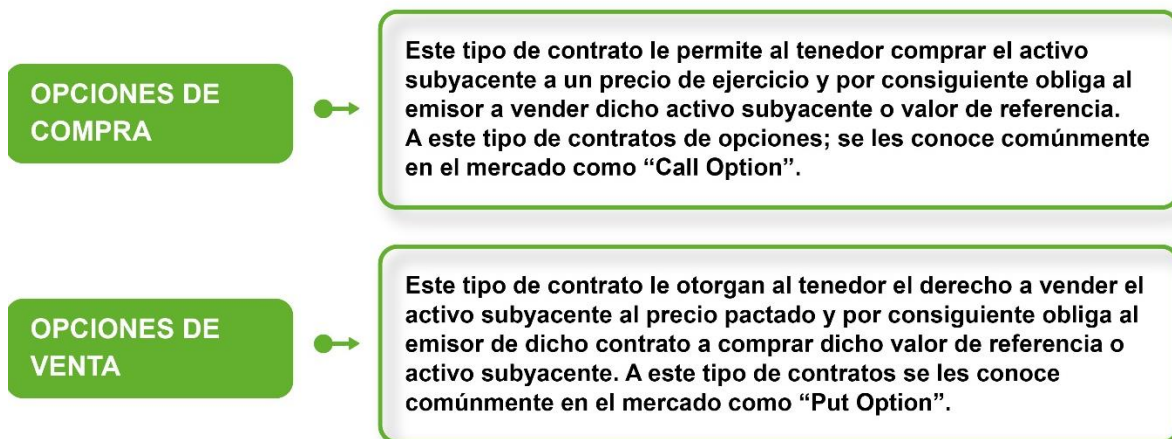 OPCIONES DE
COMPRA
Este tipo de contrato le permite al tenedor comprar el activo
subyacente a un precio de ejercicio y por consiguiente obliga al
emisor a vender dicho activo subyacente o valor de referencia.
A este tipo de contratos de opciones; se les conoce comúnmente
en el mercado como “Call Option”.
OPCIONES DE
VENTA
Este tipo de contrato le otorgan al tenedor el derecho a vender el
activo subyacente al precio pactado y por consiguiente obliga al
emisor de dicho contrato a comprar dicho valor de referencia o
activo subyacente. A este tipo de contratos se les conoce
comúnmente en el mercado como “Put Option”.